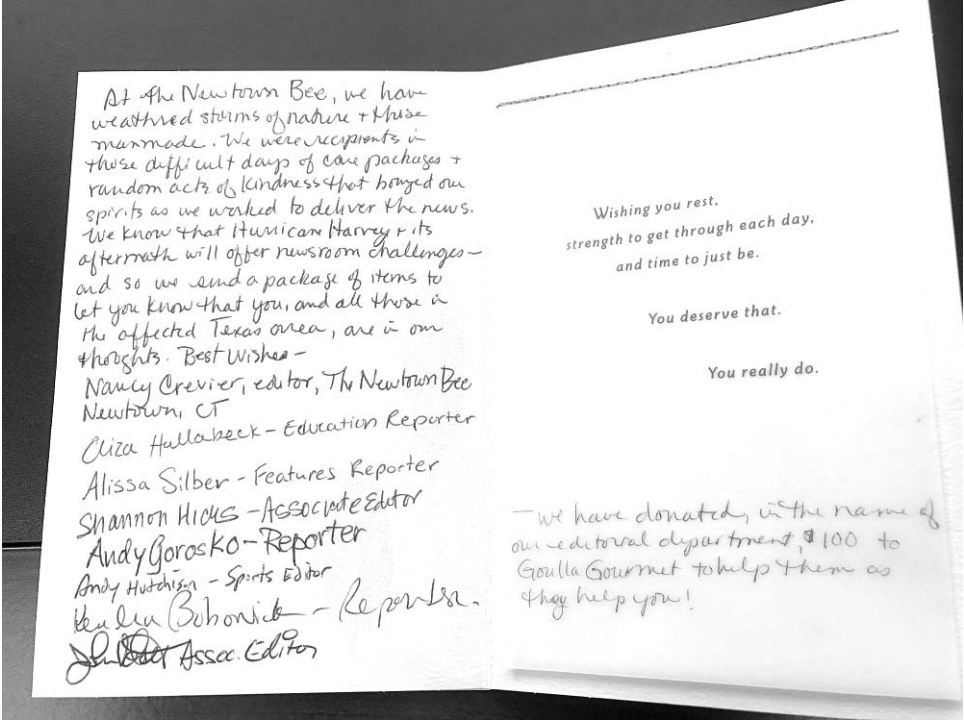 At the Newtown Bee, we have
weathred storms of nature + those
manmade. We were recipients in
those difficult days of care packages +
random acts of kindness that bouyed our
spirits as we worked to deliver the news.
We know that Hurricane Harvey + its
aftermath will offer newsroom challenges –
and so we send a package of items to
let you know that you, and all those in
the affected Texas area, are in our
thoughts. Best Wishes –
Nancy Crevier, editor, The Newtown Bee
Newtown, CT
Eliza Hallabeck – Education Reporter
Alissa Silber – Features Reporter
Shannon Hicks – Associate Editor
Andy Gorosko – Reporter
Andy Hutchison – Sports Editor
Kendra Bobowick – Reporter.
Assoc. Editor
Wishing you rest,
strength to get through each day,
and time to just be.
You deserve that.
You really do.
– we have donated, in the name of
our editorial department, $100 to
Goulla Gourmet to help them as
they help you!